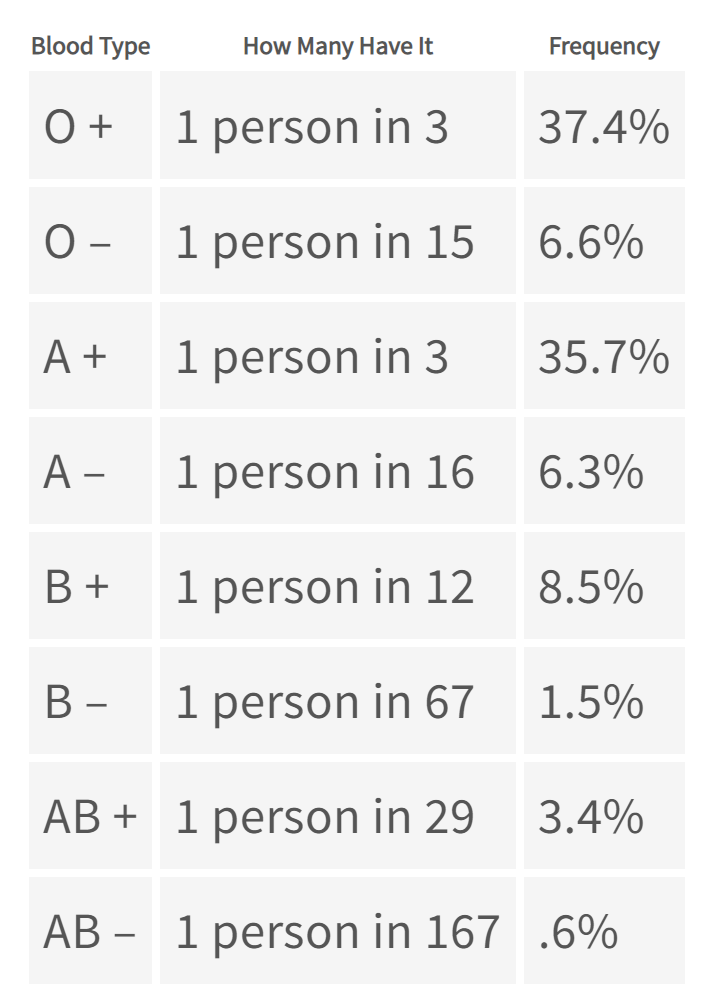 Blood Type How Many Have It Frequency
O + 1 person in 3 37.4%
O – 1 person in 15 6.6%
A + 1 person in 3 35.7%
A – 1 person in 16 6.3%
B + 1 person in 12 8.5%
B – 1 person in 67 1.5%
AB + 1 person in 29 3.4%
AB – 1 person in 167 .6%